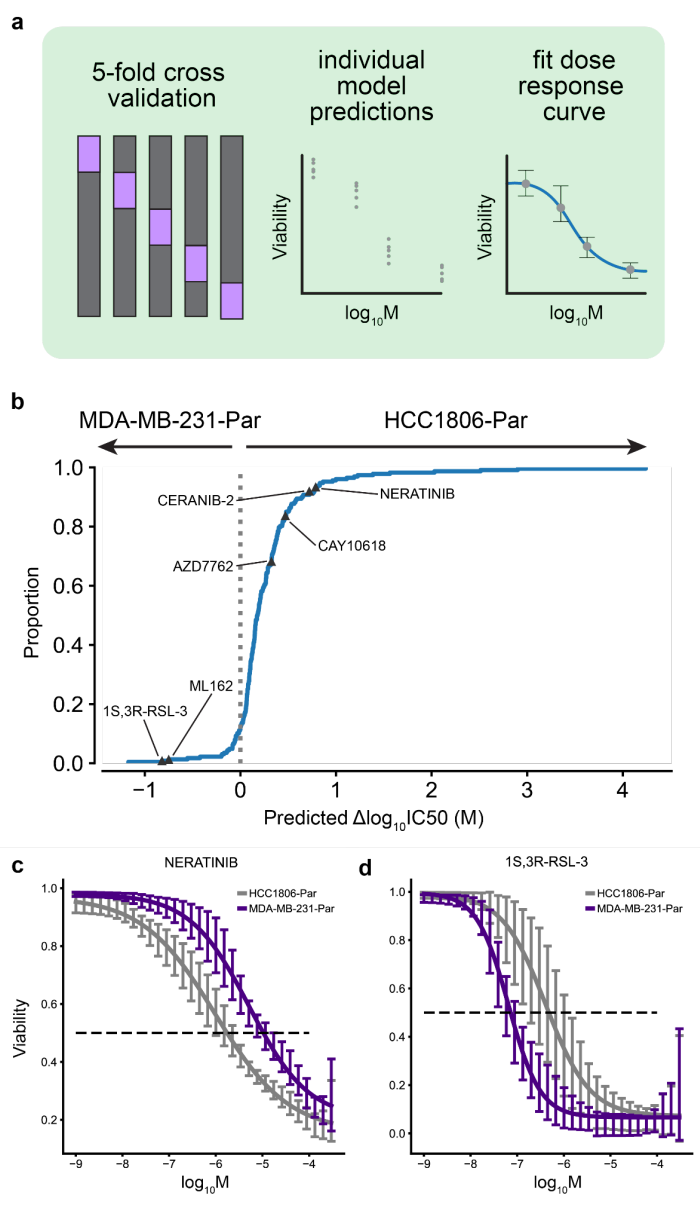 a
5-fold cross
validation
individual
model
predictions
fit dose
response
curve
Viability
log₁₀M
Viability
log₁₀M
b
MDA-MB-231-Par
HCC1806-Par
1.0
0.8
0.6
0.4
0.2
0.0
Proportion
CERANIB-2
NERATINIB
CAY10618
AZD7762
ML162
1S,3R-RSL-3
−1
0
1
2
3
4
Predicted Δlog₁₀IC50 (M)
c
NERATINIB
HCC1806-Par
MDA-MB-231-Par
1.0
0.8
0.6
0.4
0.2
Viability
−9
−8
−7
−6
−5
−4
log₁₀M
d
1S,3R-RSL-3
HCC1806-Par
MDA-MB-231-Par
1.0
0.8
0.6
0.4
0.2
0.0
−9
−8
−7
−6
−5
−4
log₁₀M